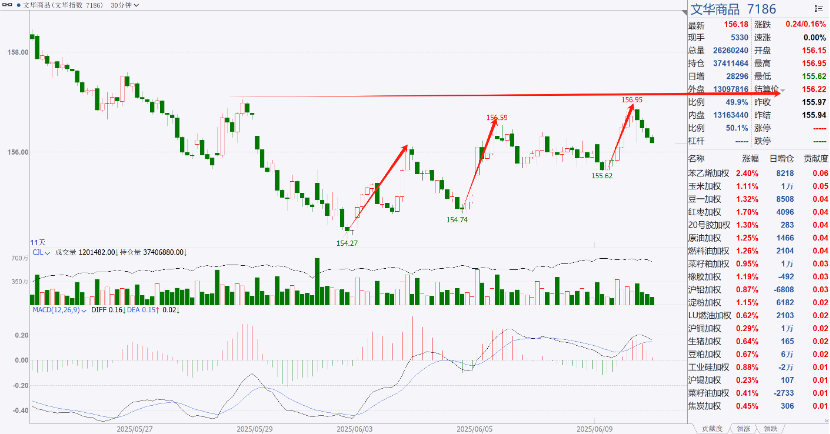 文华商品(文华指数 7186) 30分钟
文华商品 7186
最新 156.18 涨跌 0.24/0.16%
现手 5330 速涨 0.00%
总量 26260240 开盘 156.15
持仓 37411464 最高 156.95
日增 28296 最低 155.62
外盘 13097816 结算价 156.22
比例 49.9% 昨收 155.97
内盘 13163440 昨结 155.94
比例 50.1% 涨停 -----
杠杆 ----- 跌停 -----
名称 涨幅 日增仓 贡献度
苯乙烯加权 2.40% 8218 0.06
玉米加权 1.11% 1万 0.05
豆一加权 1.32% 8508 0.04
红枣加权 1.70% 4096 0.04
20号胶加权 1.30% 283 0.04
原油加权 1.25% 1466 0.04
燃料油加权 1.26% 2104 0.04
菜籽粕加权 0.95% 1万 0.03
橡胶加权 1.19% -492 0.03
沪铝加权 0.87% -6808 0.03
淀粉加权 1.15% 6182 0.02
LU燃油加权 0.62% 2103 0.02
沪铜加权 0.29% 1万 0.02
生猪加权 0.64% 165 0.02
豆粕加权 0.67% 6万 0.02
工业硅加权 0.88% -2万 0.01
沪锡加权 0.23% 107 0.01
菜籽油加权 0.41% -2733 0.01
焦炭加权 0.45% 306 0.01
贡献度 领涨 领跌
158.00
156.00
156.95
156.59
155.62
154.74
154.27
11天
CJL 成交量 1201482.00↓ 持仓量 37406880.00↓
700万
350万
MACD(12,26,9) DIFF 0.16↓ DEA 0.15↑ 0.02↓
0.20
0.00
-0.20
-0.40
2025/05/27
2025/05/29
2025/06/03
2025/06/05
2025/06/09